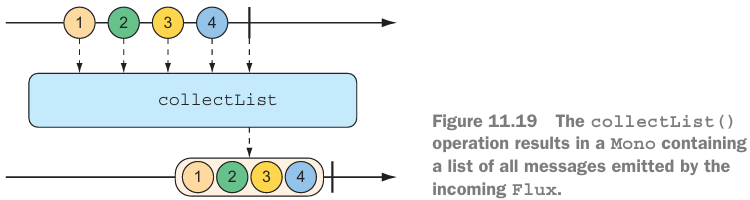 1 2 3 4
collectList
1 2 3 4
Figure 11.19 The collectList()
operation results in a Mono containing
a list of all messages emitted by the
incoming Flux.